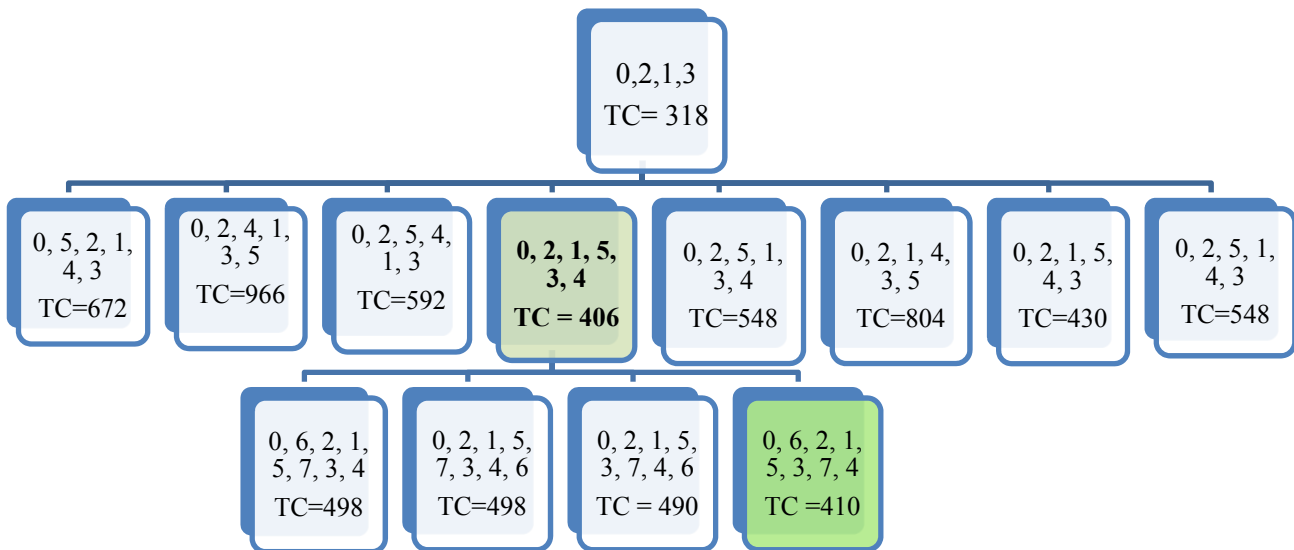 0,2,1,3
TC= 318
0, 5, 2, 1,
4, 3
TC=672
0, 2, 4, 1,
3, 5
TC=966
0, 2, 5, 4,
1, 3
TC=592
0, 2, 1, 5,
3, 4
TC = 406
0, 2, 5, 1,
3, 4
TC=548
0, 2, 1, 4,
3, 5
TC=804
0, 2, 1, 5,
4, 3
TC=430
0, 2, 5, 1,
4, 3
TC=548
0, 6, 2, 1,
5, 7, 3, 4
TC=498
0, 2, 1, 5,
7, 3, 4, 6
TC=498
0, 2, 1, 5,
3, 7, 4, 6
TC = 490
0, 6, 2, 1,
5, 3, 7, 4
TC =410